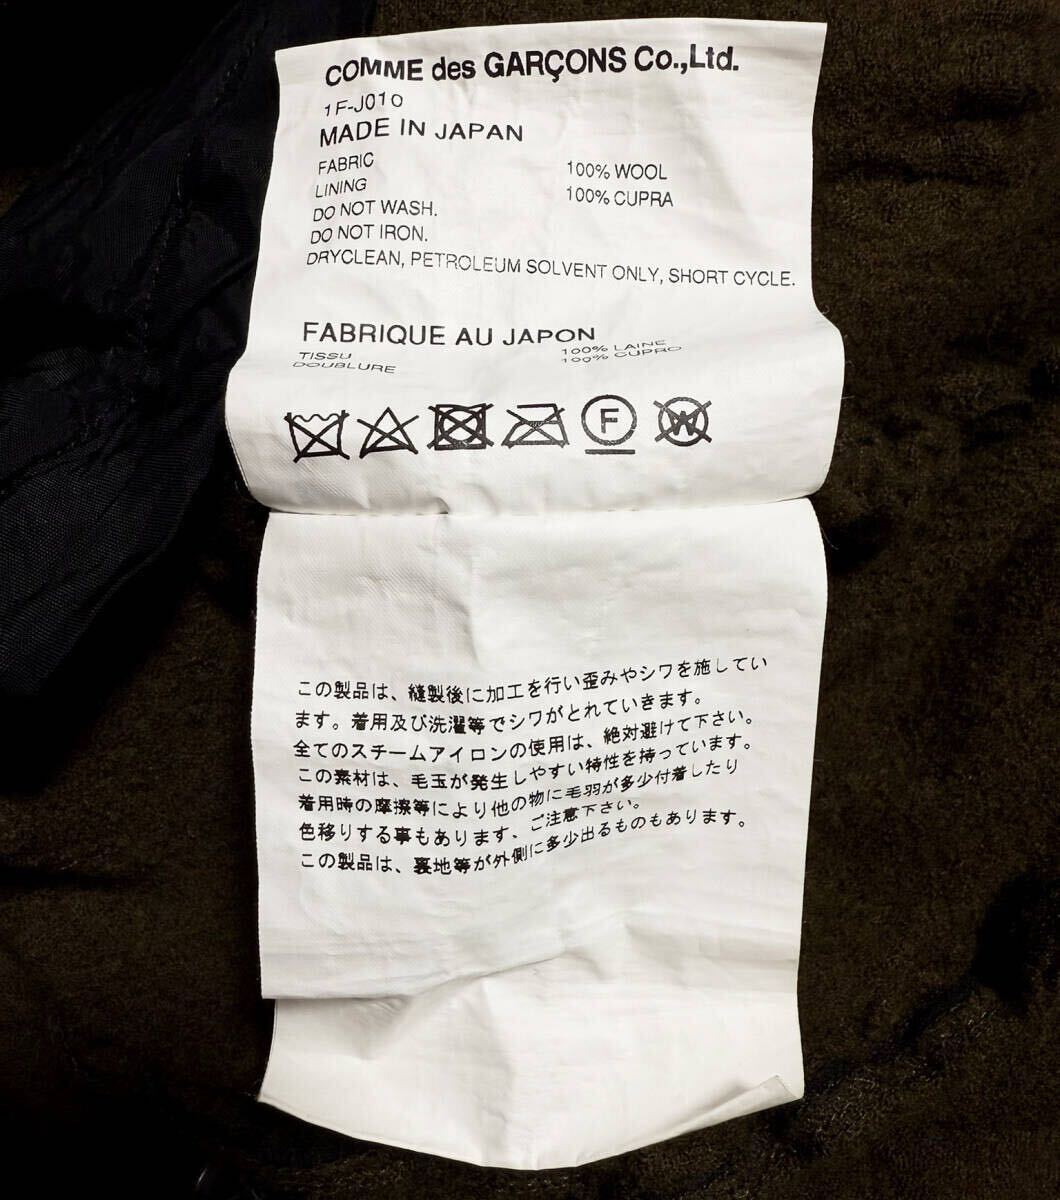 COMME des GARÇONS Co.,Ltd.
1F-J010
MADE IN JAPAN
FABRIC 100% WOOL
LINING 100% CUPRA
DO NOT WASH.
DO NOT IRON.
DRYCLEAN, PETROLEUM SOLVENT ONLY, SHORT CYCLE.
FABRIQUE AU JAPON
TISSU 100% LAINE
DOUBLURE 100% CUPRO
F W
この製品は、縫製後に加工を行い歪みやシワを施してい
ます。着用及び洗濯等でシワがとれていきます。
全てのスチームアイロンの使用は、絶対避けて下さい。
この素材は、毛玉が発生しやすい特性を持っています。
着用時の摩擦等により他の物に毛羽が多少付着したり
色移りする事もあります、ご注意下さい。
この製品は、裏地等が外側に多少出るものもあります。